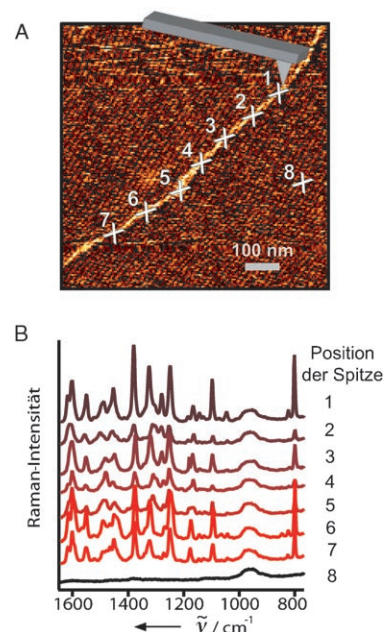 A
1
2
3
4
5
6
7
8
100 nm
B
Raman-Intensität
Position
der Spitze
1
2
3
4
5
6
7
8
1600 1400 1200 1000 800
ṽ / cm⁻¹